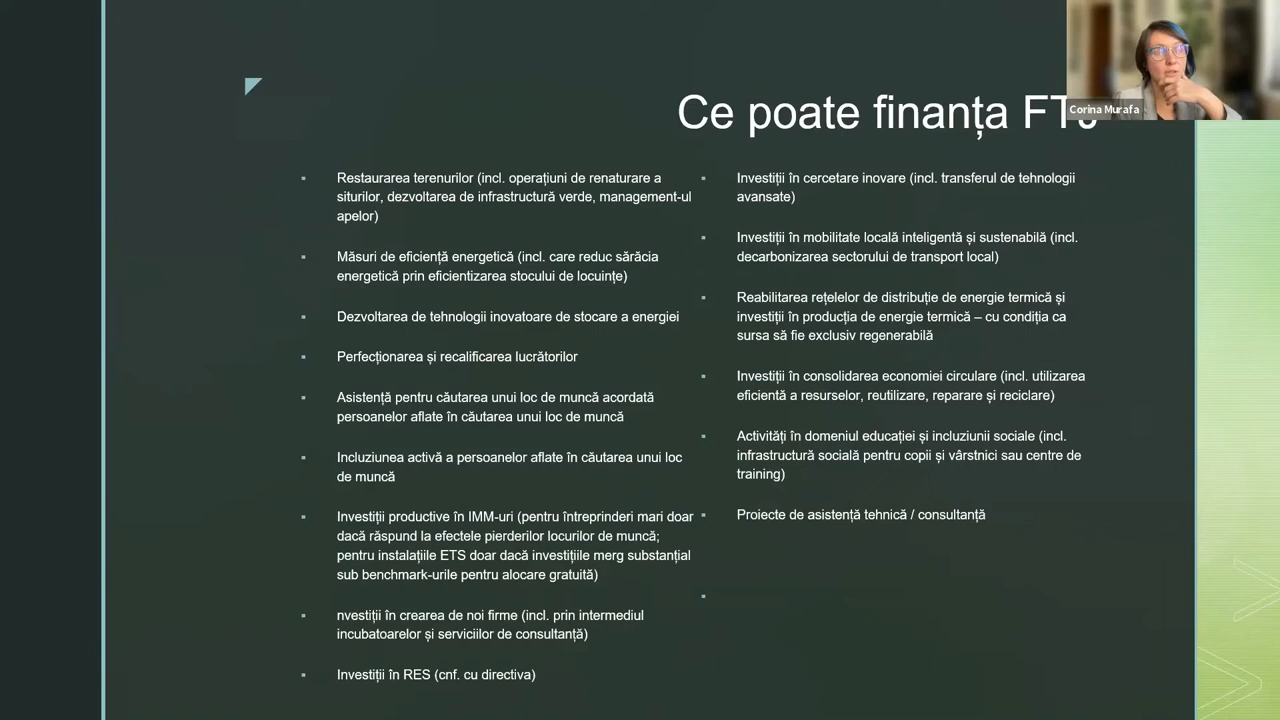 Ce poate finanța FTJ
Corina Murafa
Restaurarea terenurilor (incl. operațiuni de renaturare a
siturilor, dezvoltarea de infrastructură verde, management-ul
apelor)
Măsuri de eficiență energetică (incl. care reduc sărăcia
energetică prin eficientizarea stocului de locuințe)
Dezvoltarea de tehnologii inovatoare de stocare a energiei
Perfecționarea și recalificarea lucrătorilor
Asistență pentru căutarea unui loc de muncă acordată
persoanelor aflate în căutarea unui loc de muncă
Incluziunea activă a persoanelor aflate în căutarea unui loc
de muncă
Investiții productive în IMM-uri (pentru întreprinderi mari doar
dacă răspund la efectele pierderilor locurilor de muncă;
pentru instalațiile ETS doar dacă investițiile merg substanțial
sub benchmark-urile pentru alocare gratuită)
nvestiții în crearea de noi firme (incl. prin intermediul
incubatoarelor și serviciilor de consultanță)
Investiții în RES (cnf. cu directiva)
Investiții în cercetare inovare (incl. transferul de tehnologii
avansate)
Investiții în mobilitate locală inteligentă și sustenabilă (incl.
decarbonizarea sectorului de transport local)
Reabilitarea rețelelor de distribuție de energie termică și
investiții în producția de energie termică – cu condiția ca
sursa să fie exclusiv regenerabilă
Investiții în consolidarea economiei circulare (incl. utilizarea
eficientă a resurselor, reutilizare, reparare și reciclare)
Activități în domeniul educației și incluziunii sociale (incl.
infrastructură socială pentru copii și vârstnici sau centre de
training)
Proiecte de asistență tehnică / consultanță